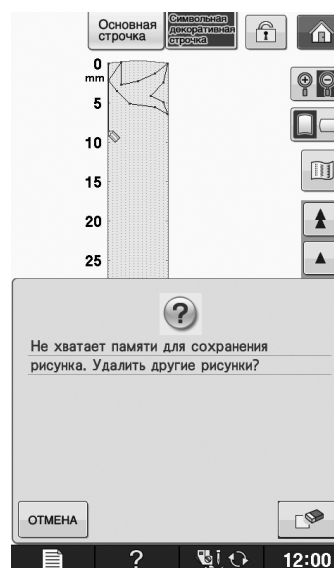 Основная
строчка
Символьная
декоративная
строчка
0
mm
5
10
15
20
25
Не хватает памяти для сохранения
рисунка. Удалить другие рисунки?
ОТМЕНА
?
12:00